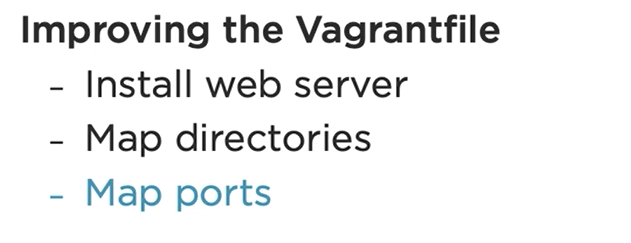 Improving the Vagrantfile
- Install web server
- Map directories
- Map ports